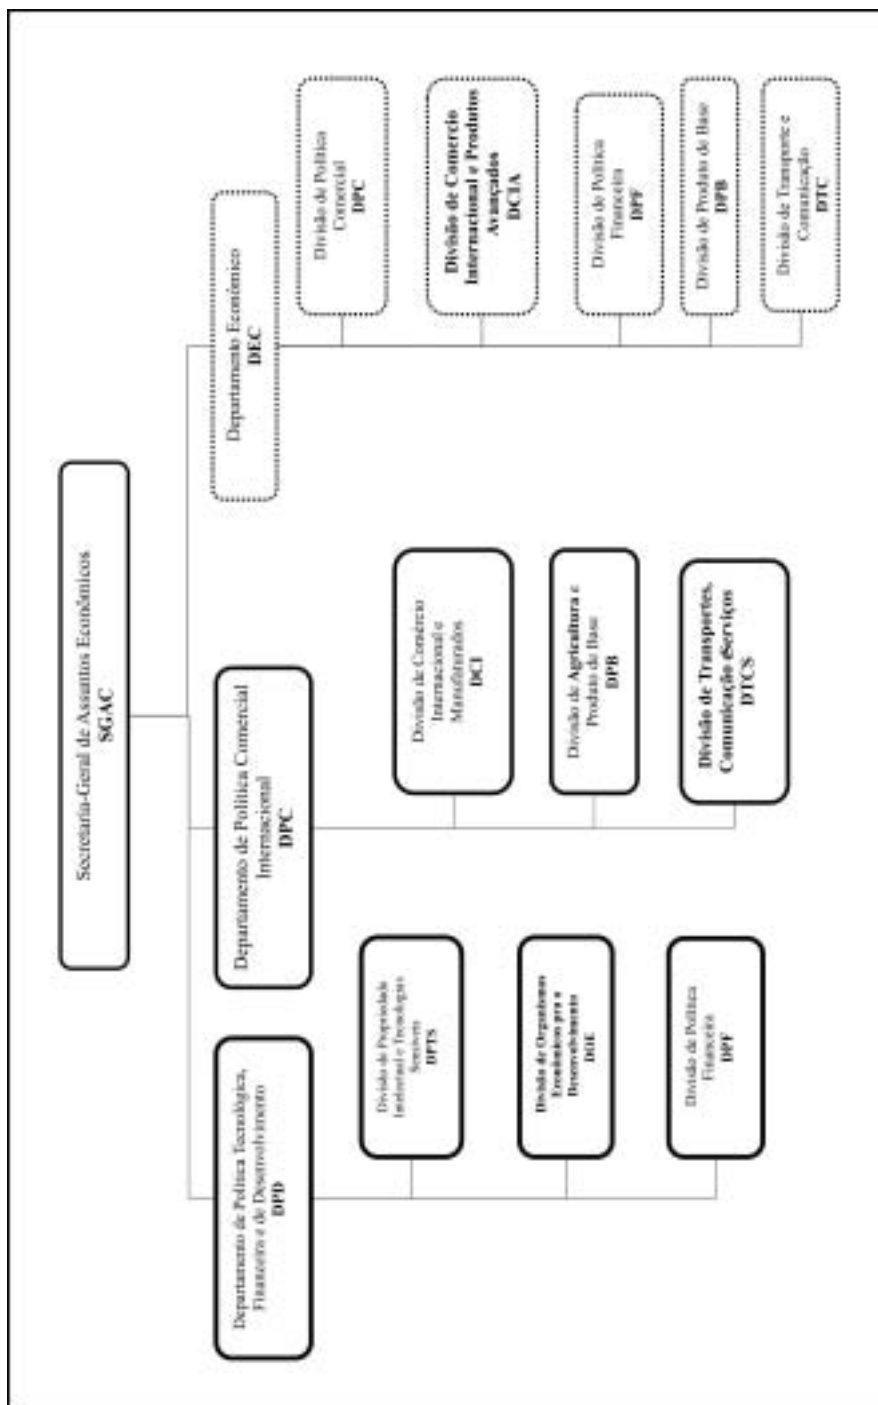 Secretaria-Geral de Assuntos Econômicos
SGAC
Departamento de Política Tecnológica,
Financeira e de Desenvolvimento
DPD
Divisão de Propriedade
Intelectual e Tecnologias
Sensíveis
DPTS
Divisão de Organismos
Econômicos pra o
Desenvolvimento
DOE
Divisão de Política
Financeira
DPF
Departamento de Política Comercial
Internacional
DPC
Divisão de Comércio
Internacional e
Manufaturados
DCI
Divisão de Agricultura e
Produto de Base
DPB
Divisão de Transportes,
Comunicação eServiços
DTCS
Departamento Econômico
DEC
Divisão de Política
Comercial
DPC
Divisão de Comercio
Internacional e Produtos
Avançados
DCIA
Divisão de Política
Financeira
DPF
Divisão de Produto de Base
DPB
Divisão de Transporte e
Comunicação
DTC